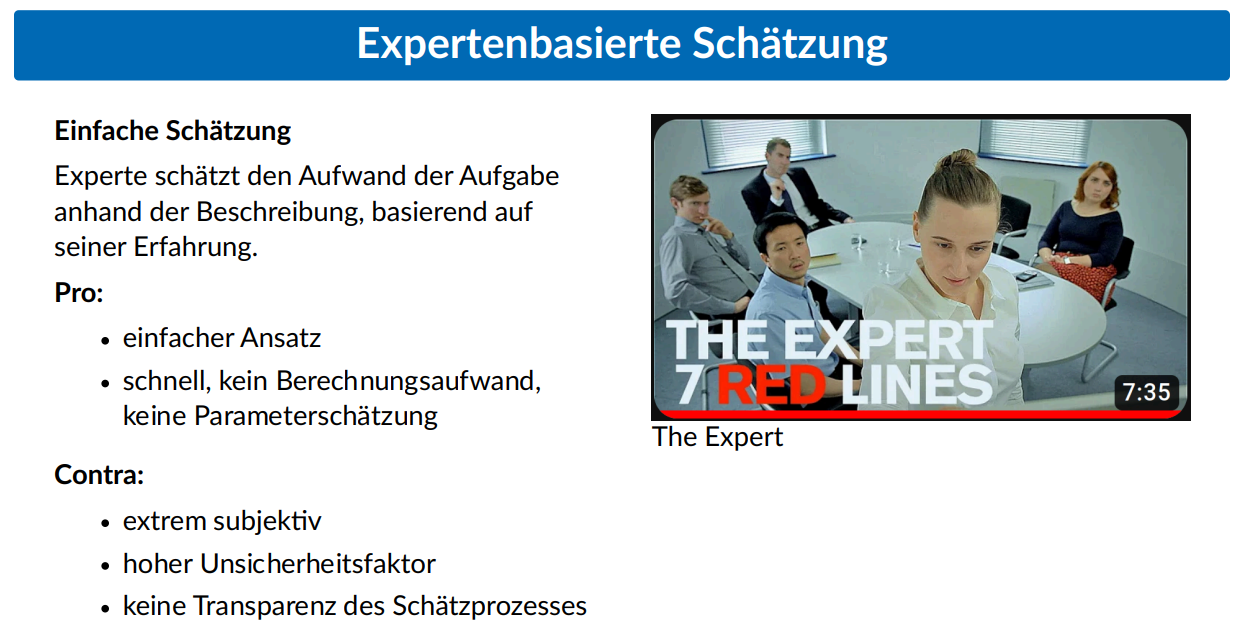 Expertenbasierte Schätzung
Einfache Schätzung
Experte schätzt den Aufwand der Aufgabe
anhand der Beschreibung, basierend auf
seiner Erfahrung.
Pro:
• einfacher Ansatz
• schnell, kein Berechnungsaufwand,
keine Parameterschätzung
Contra:
• extrem subjektiv
• hoher Unsicherheitsfaktor
• keine Transparenz des Schätzprozesses
THE EXPERT
7 RED LINES
7:35
The Expert